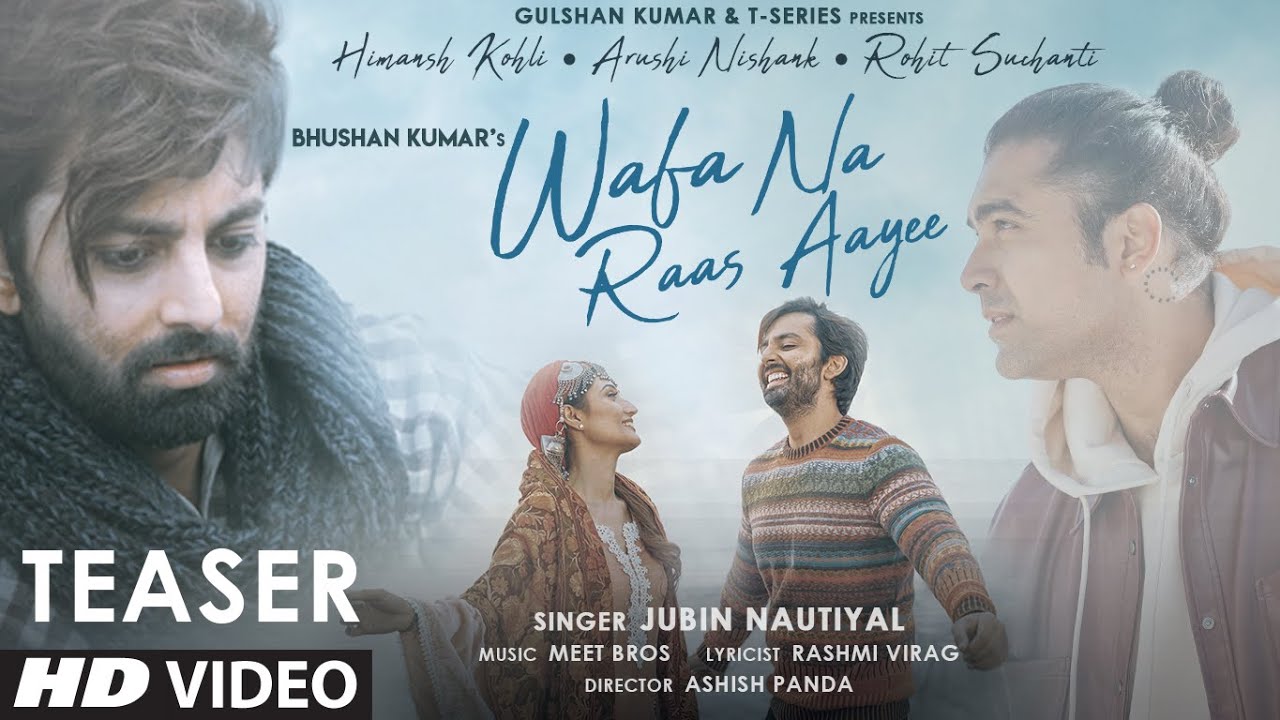 GULSHAN KUMAR & T-SERIES PRESENTS
Himansh Kohli • Arushi Nishank • Rohit Suchanti
BHUSHAN KUMAR'S
Wafa Na
Raas Aayee
TEASER
HD VIDEO
SINGER JUBIN NAUTIYAL
MUSIC MEET BROS LYRICIST RASHMI VIRAG
DIRECTOR ASHISH PANDA